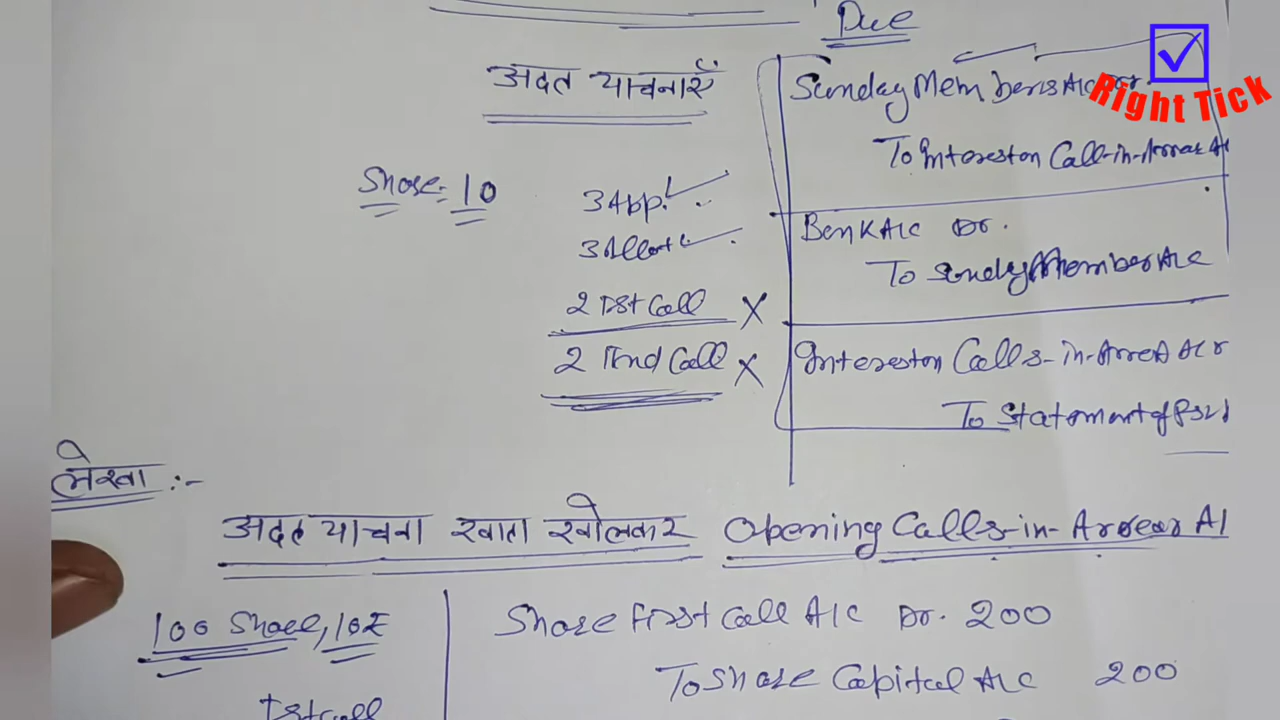 Due
अदत्त याचनाएँ
Sunday Members A/c Dr.
To Interest on Call-in-Arrear A/
Share:- 10
3 App.
3 Allot
2 Ist Call
2 IInd Call
Bank A/c Dr.
To Sunday Member A/c
Interest on Calls-in-Arrear A/c
To Statement of P&L
लेखा :-
अदत्त याचना खाता खोलकर Opening Calls-in-Arrear A/
100 Share, 10₹
Share First Call A/c Dr. 200
To Share Capital A/c 200
Ist call
Right Tick